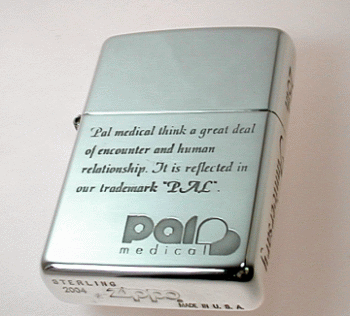 Pal medical think a great deal
of encounter and human
relationship. It is reflected in
our trademark "PAL".
pal
medical
STERLING
2004
Zippo
MADE IN U.S.A.
Anniversary